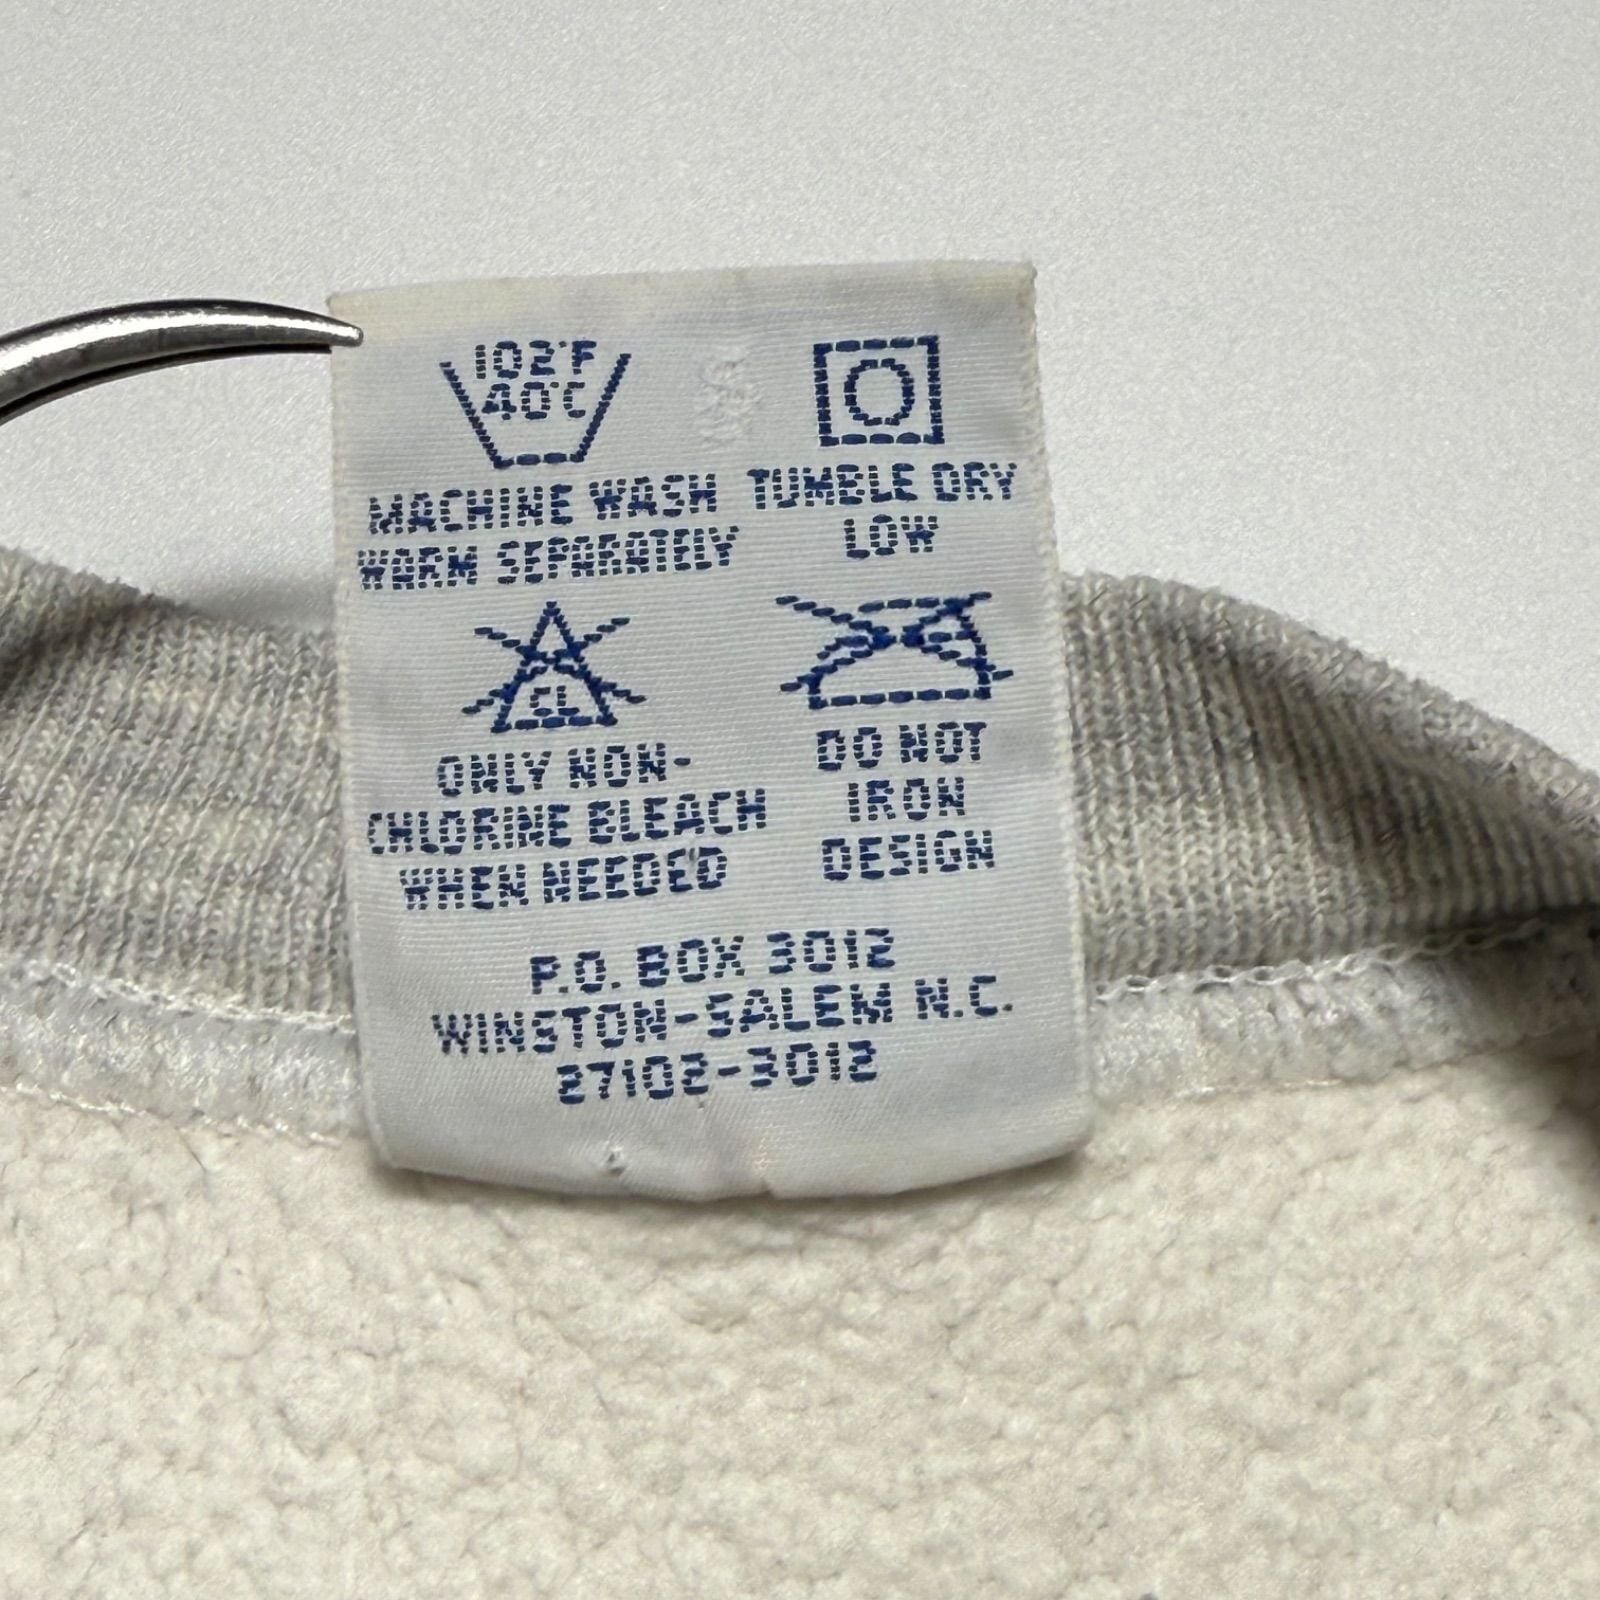 102°F
40°C
MACHINE WASH
WARM SEPARATELY
TUMBLE DRY
LOW
CL
ONLY NON-
CHLORINE BLEACH
WHEN NEEDED
DO NOT
IRON
DESIGN
P.O. BOX 3012
WINSTON-SALEM N.C.
27102-3012